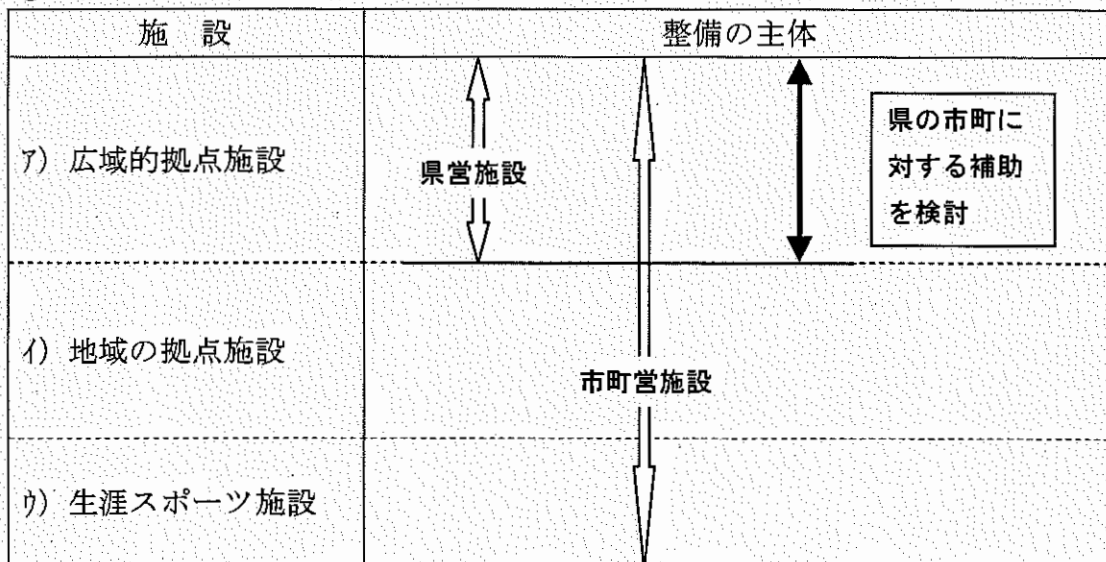 施　設
整備の主体
ｱ) 広域的拠点施設
県営施設
県の市町に
対する補助
を検討
ｲ) 地域の拠点施設
市町営施設
ｳ) 生涯スポーツ施設